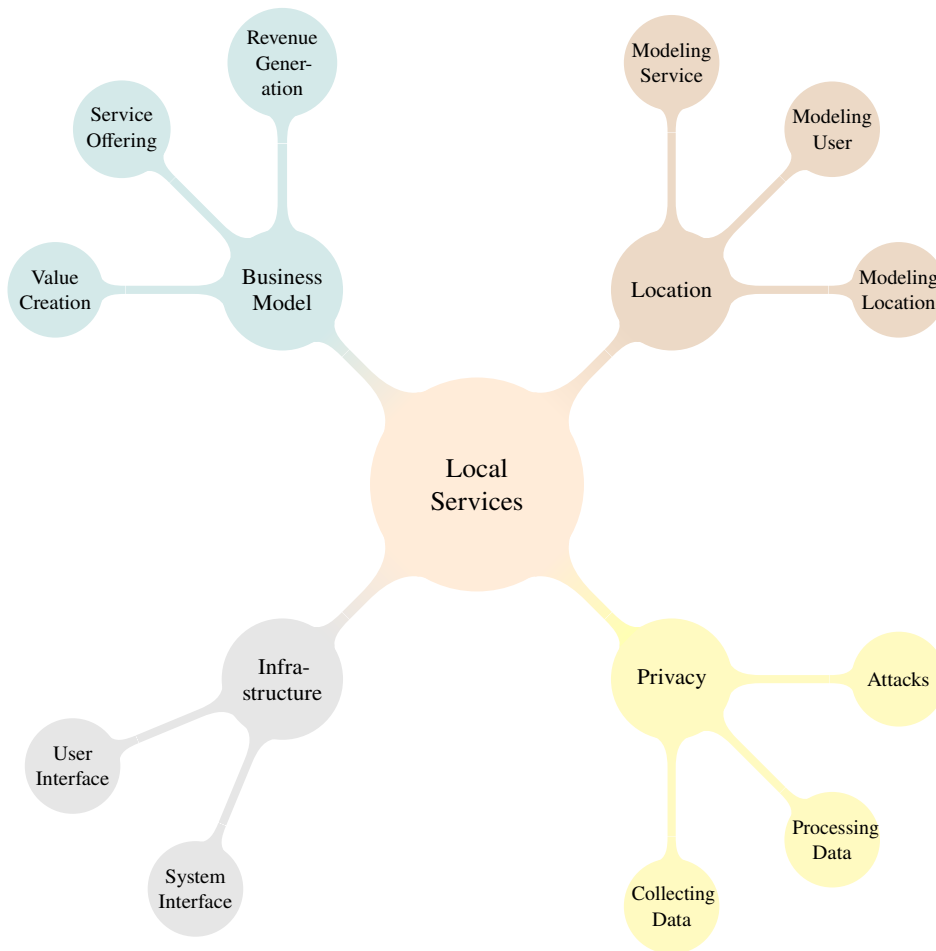 Revenue
Gener-
ation
Modeling
Service
Service
Offering
Modeling
User
Value
Creation
Business
Model
Location
Modeling
Location
Local
Services
Infra-
structure
Privacy
Attacks
User
Interface
Processing
Data
System
Interface
Collecting
Data